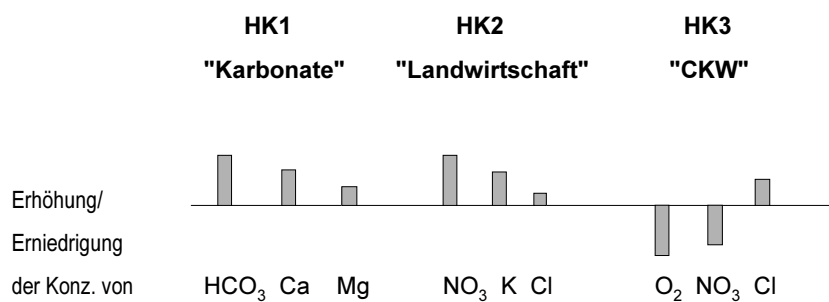 HK1 HK2 HK3
"Karbonate" "Landwirtschaft" "CKW"
Erhöhung/
Erniedrigung
der Konz. von HCO₃ Ca Mg NO₃ K Cl O₂ NO₃ Cl